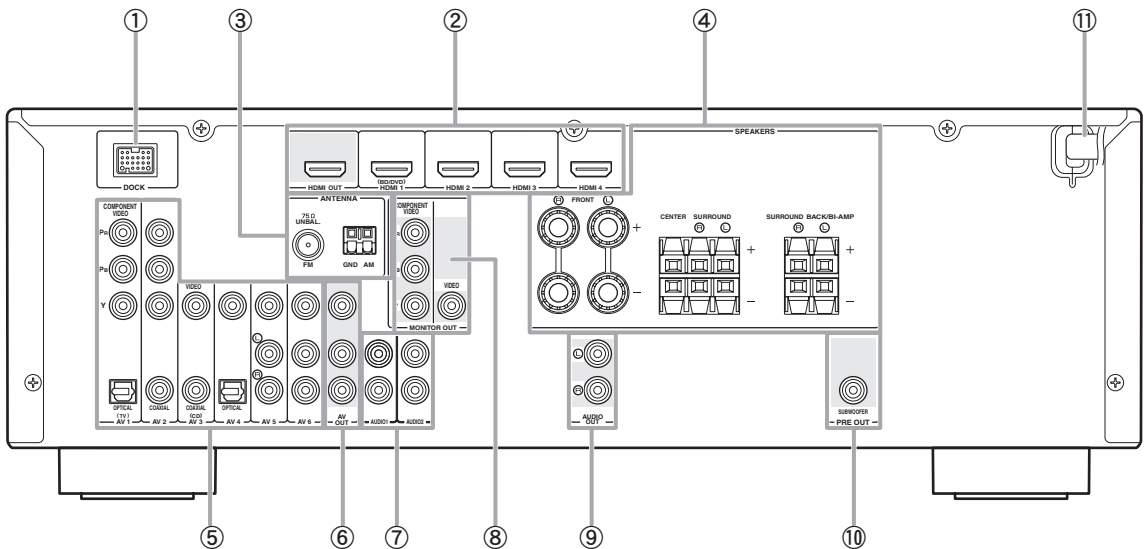 ① ③ ② ④ ⑪
SPEAKERS
DOCK
HDMI OUT
(BD/DVD)
HDMI 1
HDMI 2
HDMI 3
HDMI 4
ANTENNA
75Ω
UNBAL.
FM
GND AM
COMPONENT
VIDEO
PR
PB
Y
VIDEO
COMPONENT
VIDEO
R
B
Y
VIDEO
MONITOR OUT
R FRONT L
+
−
CENTER SURROUND
R L
+
−
SURROUND BACK/BI-AMP
R L
+
−
L
R
OPTICAL
(TV)
AV 1
COAXIAL
AV 2
COAXIAL
(CD)
AV 3
OPTICAL
AV 4
AV 5
AV 6
AV
OUT
AUDIO1
AUDIO2
L
R
AUDIO
OUT
SUBWOOFER
PRE OUT
⑤ ⑥ ⑦ ⑧ ⑨ ⑩